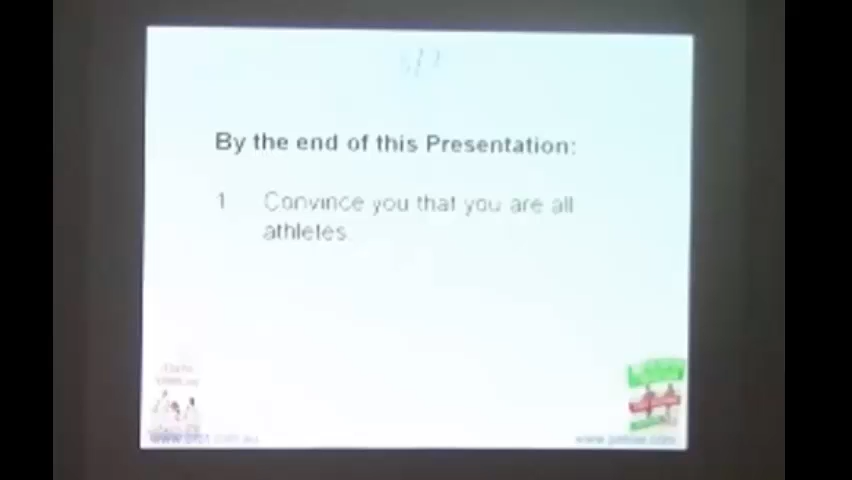 By the end of this Presentation:
1 Convince you that you are all
athletes